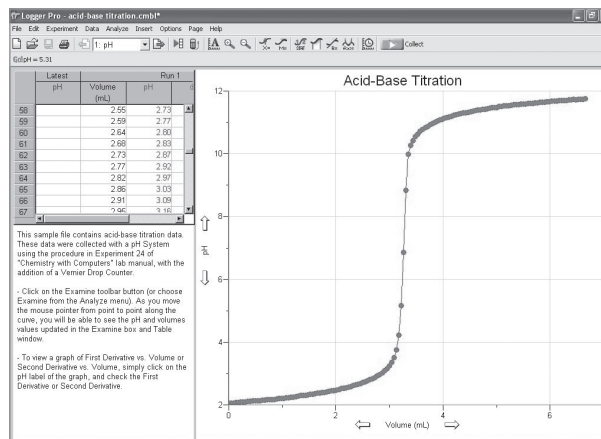 Logger Pro - acid-base titration.cmbl*
File Edit Experiment Data Analyze Insert Options Page Help
1: pH
Collect
pH = 5.31
Latest Run 1
pH Volume pH d
(mL)
58 2.55 2.73
59 2.59 2.77
60 2.64 2.80
61 2.68 2.83
62 2.73 2.87
63 2.77 2.92
64 2.82 2.97
65 2.86 3.03
66 2.91 3.09
67 2.95 3.16
This sample file contains acid-base titration data.
These data were collected with a pH System
using the procedure in Experiment 24 of
"Chemistry with Computers" lab manual, with the
addition of a Vernier Drop Counter.
- Click on the Examine toolbar button (or choose
Examine from the Analyze menu). As you move
the mouse pointer from point to point along the
curve, you will be able to see the pH and volumes
values updated in the Examine box and Table
window.
- To view a graph of First Derivative vs. Volume or
Second Derivative vs. Volume, simply click on the
pH label of the graph, and check the First
Derivative or Second Derivative.
Acid-Base Titration
12
10
8
6
4
2
pH
0 2 4 6
Volume (mL)